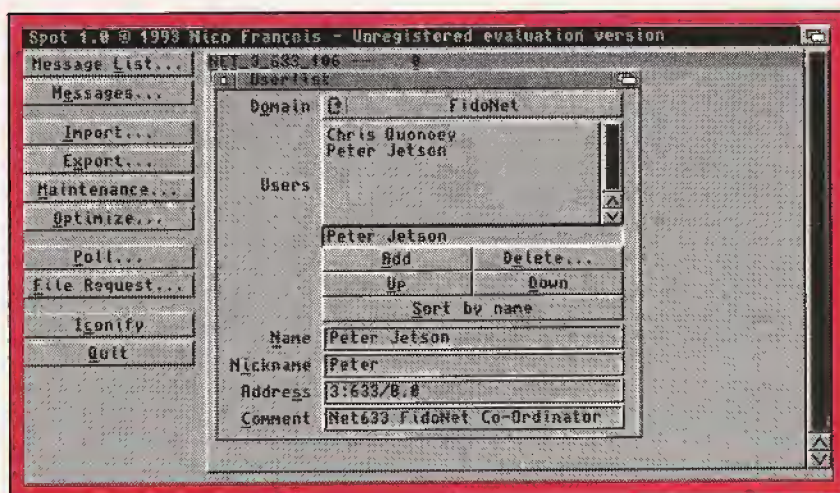 Spot 1.0 © 1993 Nico François - Unregistered evaluation version
Message List...
Messages...
Import...
Export...
Maintenance...
Optimize...
Poll...
File Request...
Iconify
Quit
NET_3_633_106 -- 0
Userlist
Domain FidoNet
Users
Chris Quonoey
Peter Jetson
Peter Jetson
Add Delete...
Up Down
Sort by name
Name Peter Jetson
Nickname Peter
Address 3:633/0.0
Comment Net633 FidoNet Co-Ordinator